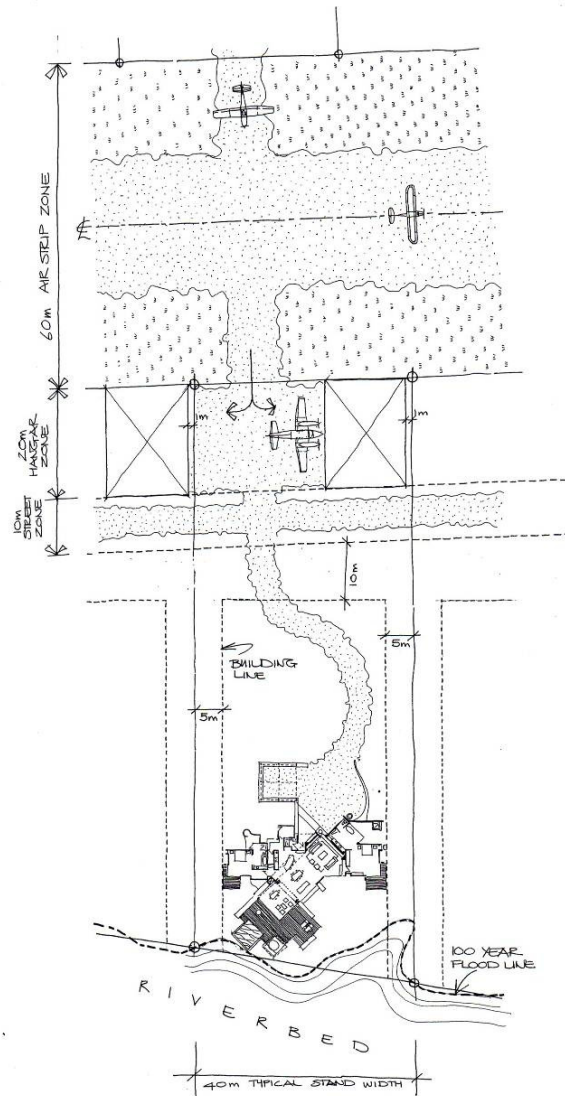 60m AIR STRIP ZONE
℄
20m
HANGAR
ZONE
1m
1m
10m
STREET
ZONE
10m
BUILDING
LINE
5m
5m
100 YEAR
FLOOD LINE
RIVERBED
40m TYPICAL STAND WIDTH